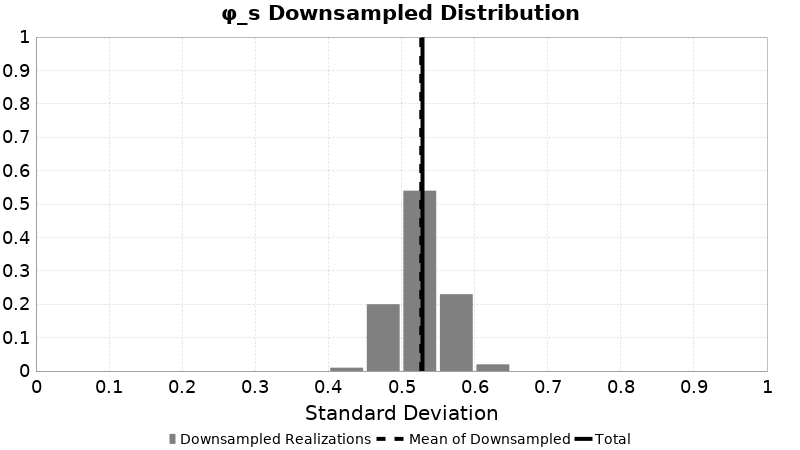 φ_s Downsampled Distribution
1
0.9
0.8
0.7
0.6
0.5
0.4
0.3
0.2
0.1
0
0 0.1 0.2 0.3 0.4 0.5 0.6 0.7 0.8 0.9 1
Standard Deviation
Downsampled Realizations Mean of Downsampled Total